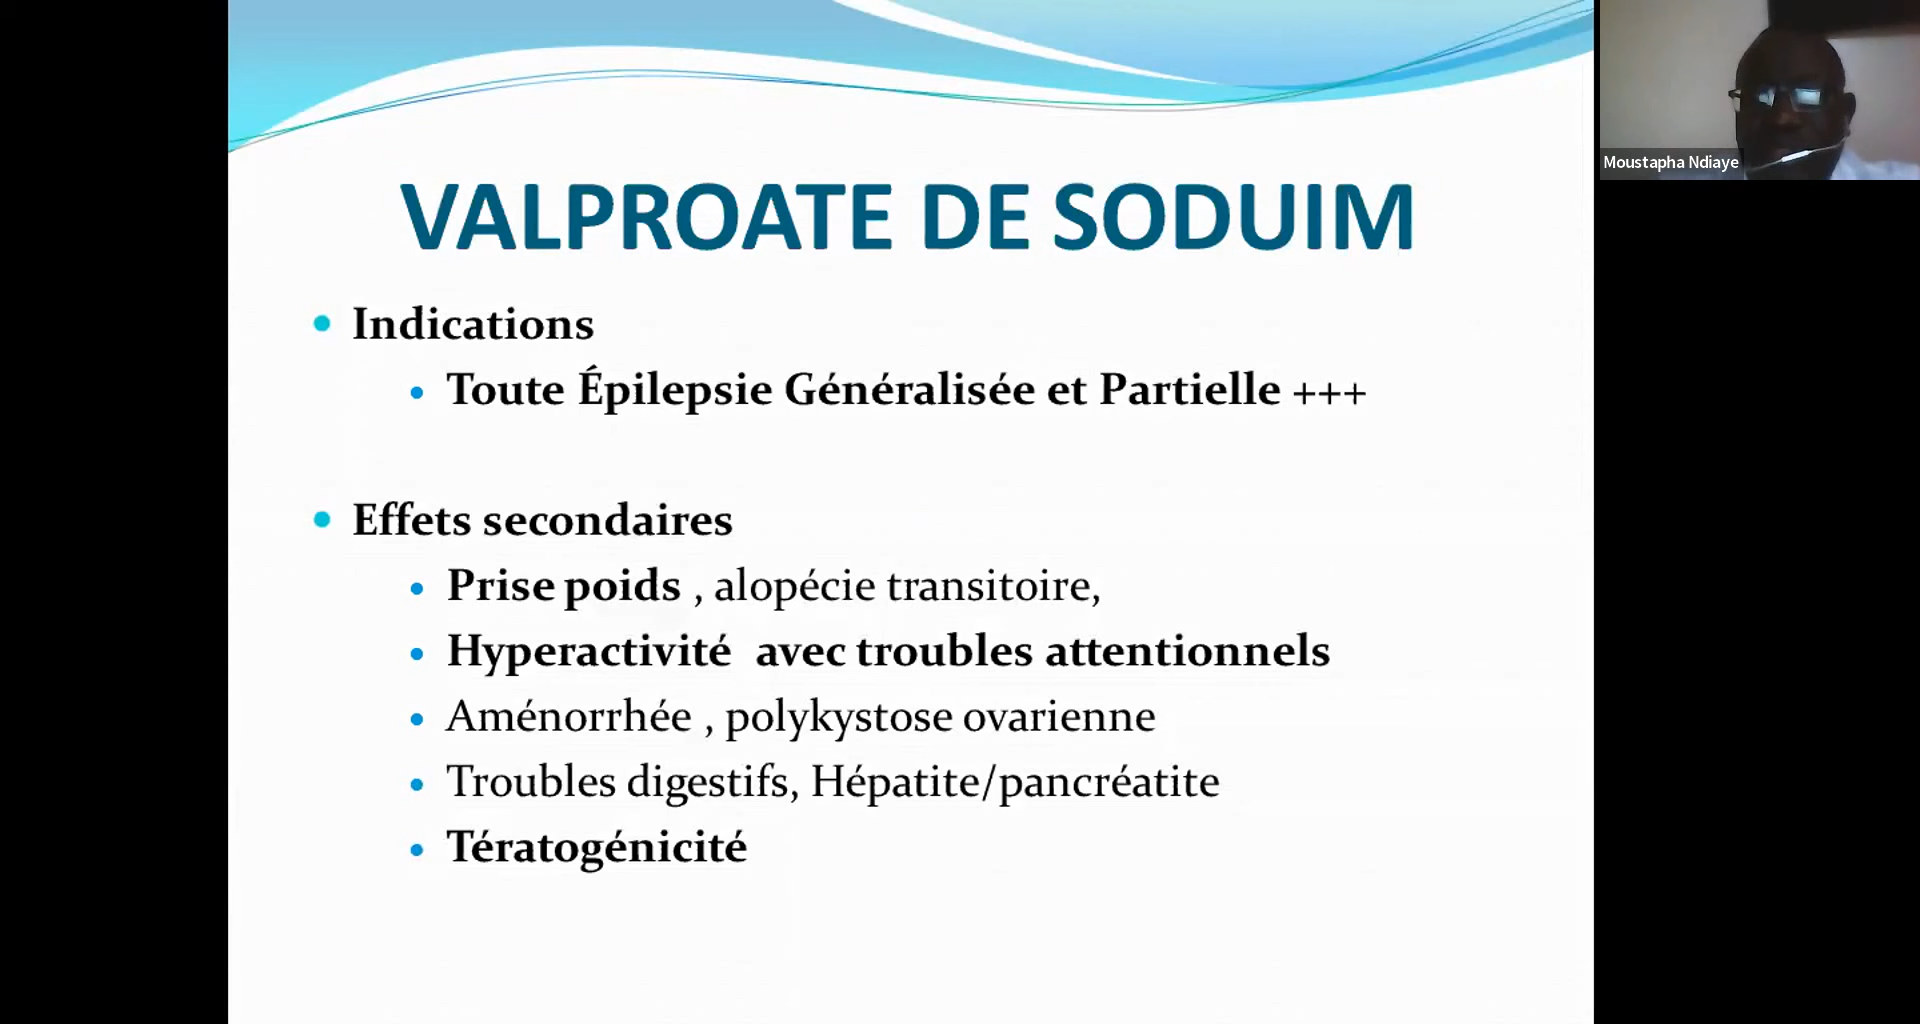 VALPROATE DE SODUIM
Indications
Toute Épilepsie Généralisée et Partielle +++
Effets secondaires
Prise poids , alopécie transitoire,
Hyperactivité avec troubles attentionnels
Aménorrhée , polykystose ovarienne
Troubles digestifs, Hépatite/pancréatite
Tératogénicité
Moustapha Ndiaye